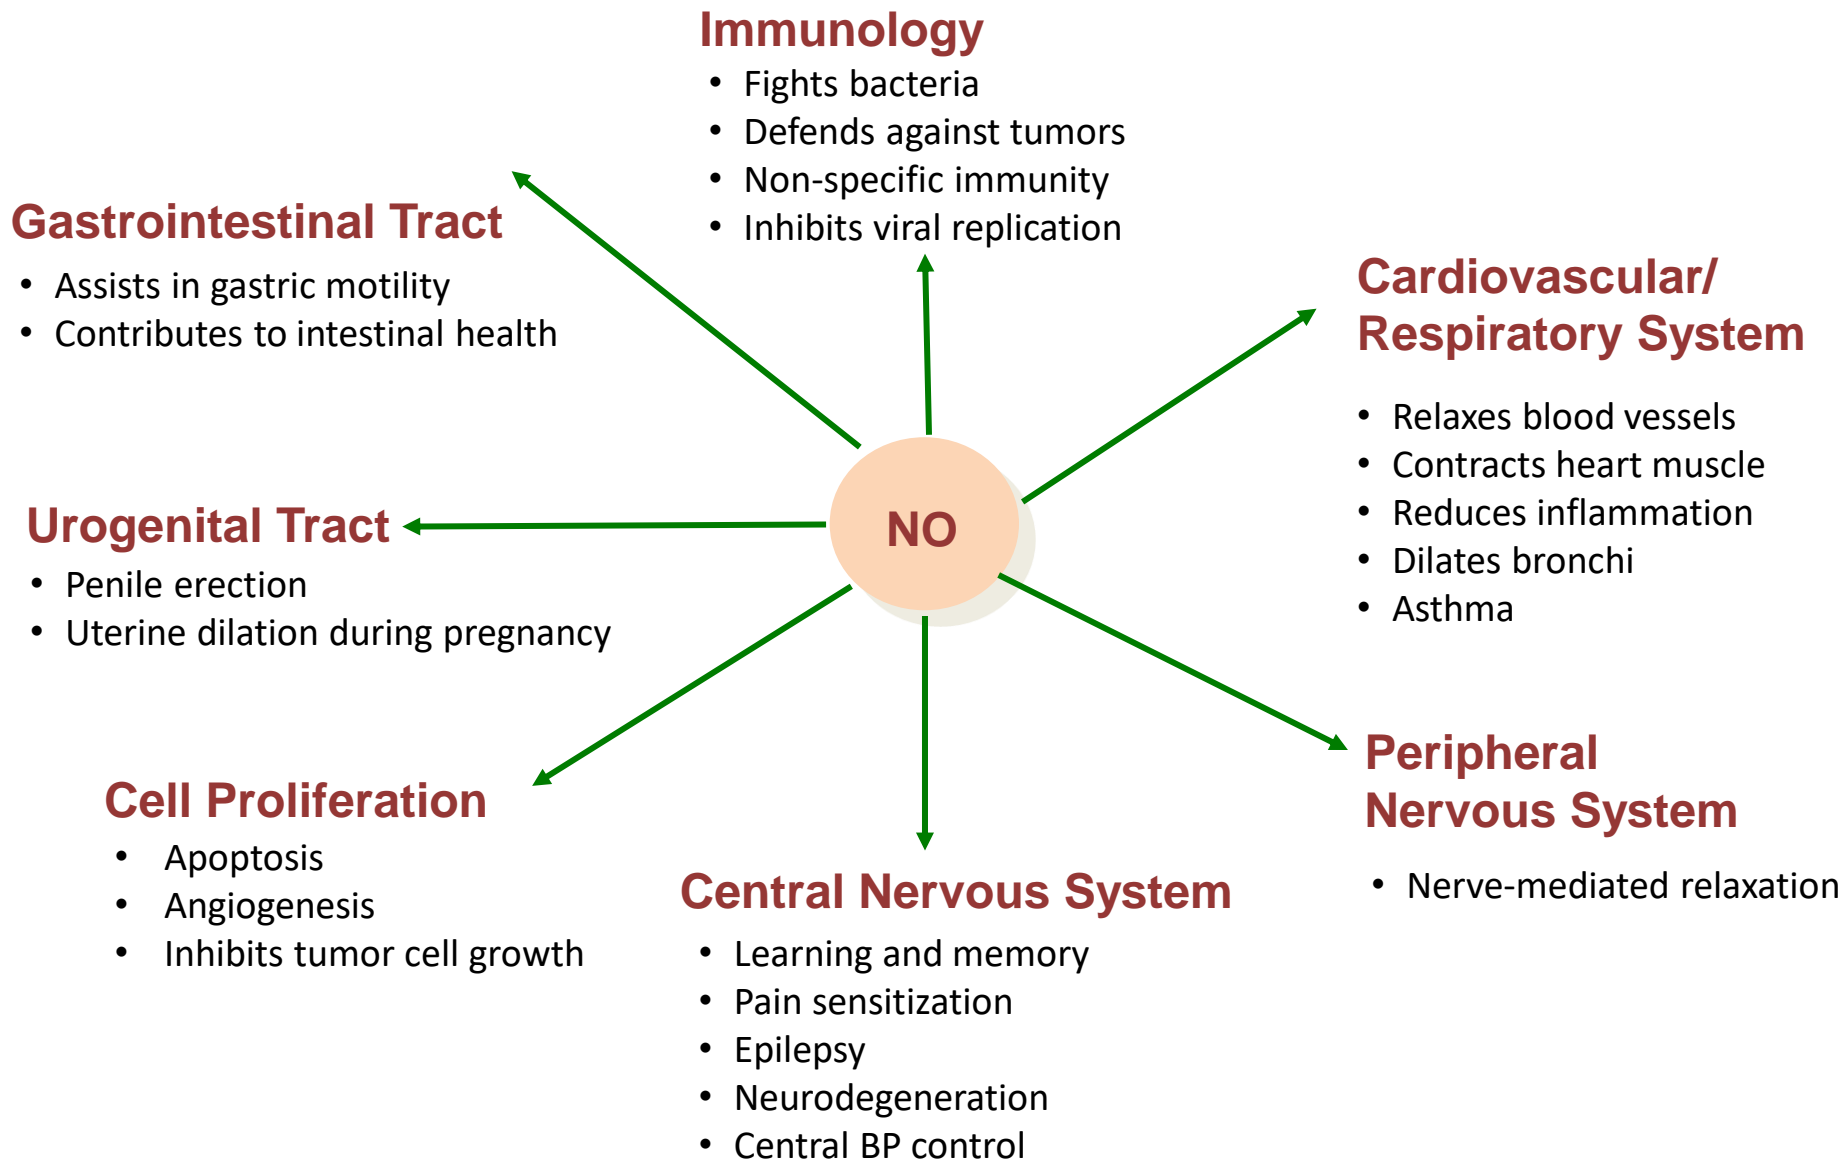 Immunology
• Fights bacteria
• Defends against tumors
• Non-specific immunity
• Inhibits viral replication
Gastrointestinal Tract
• Assists in gastric motility
• Contributes to intestinal health
Cardiovascular/
Respiratory System
• Relaxes blood vessels
• Contracts heart muscle
• Reduces inflammation
• Dilates bronchi
• Asthma
NO
Urogenital Tract
• Penile erection
• Uterine dilation during pregnancy
Peripheral
Nervous System
• Nerve-mediated relaxation
Cell Proliferation
• Apoptosis
• Angiogenesis
• Inhibits tumor cell growth
Central Nervous System
• Learning and memory
• Pain sensitization
• Epilepsy
• Neurodegeneration
• Central BP control